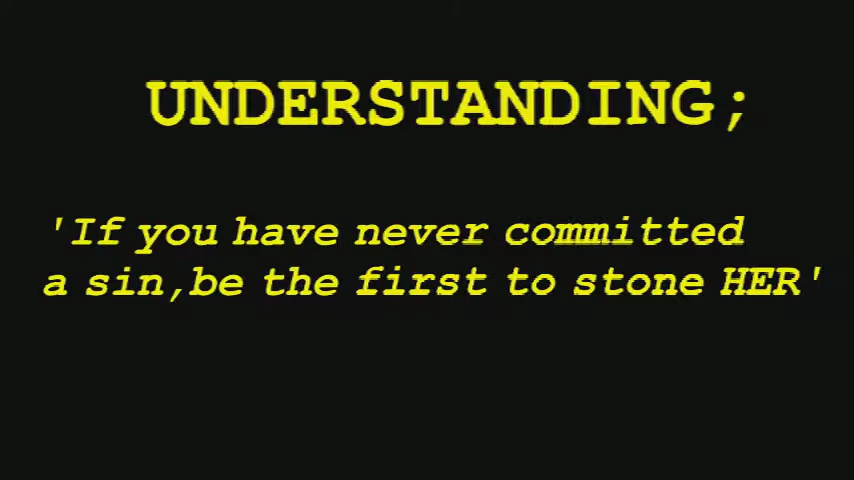 UNDERSTANDING;
'If you have never committed
a sin,be the first to stone HER'